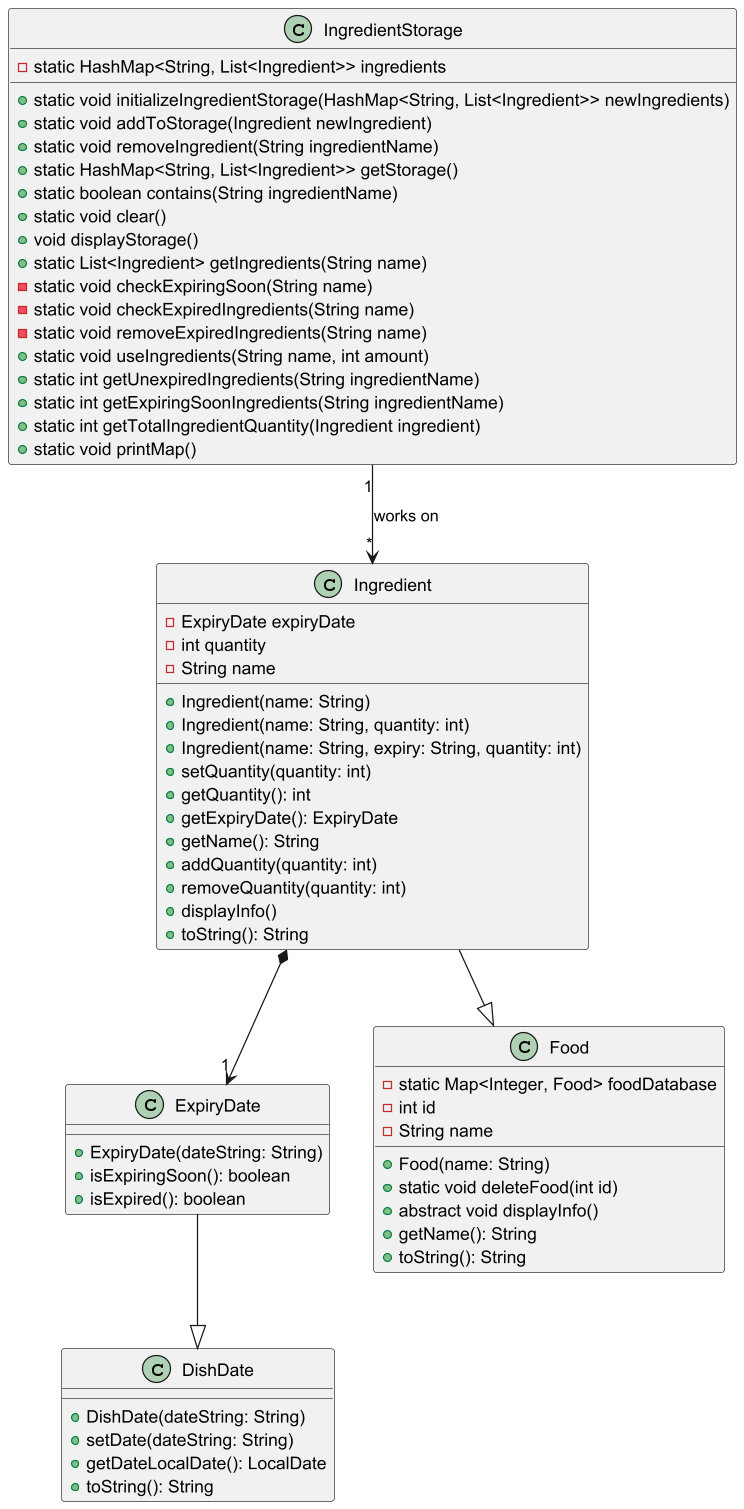 C IngredientStorage
static HashMap<String, List<Ingredient>> ingredients
static void initializeIngredientStorage(HashMap<String, List<Ingredient>> newIngredients)
static void addToStorage(Ingredient newIngredient)
static void removeIngredient(String ingredientName)
static HashMap<String, List<Ingredient>> getStorage()
static boolean contains(String ingredientName)
static void clear()
void displayStorage()
static List<Ingredient> getIngredients(String name)
static void checkExpiringSoon(String name)
static void checkExpiredIngredients(String name)
static void removeExpiredIngredients(String name)
static void useIngredients(String name, int amount)
static int getUnexpiredIngredients(String ingredientName)
static int getExpiringSoonIngredients(String ingredientName)
static int getTotalIngredientQuantity(Ingredient ingredient)
static void printMap()
1
works on
*
C Ingredient
ExpiryDate expiryDate
int quantity
String name
Ingredient(name: String)
Ingredient(name: String, quantity: int)
Ingredient(name: String, expiry: String, quantity: int)
setQuantity(quantity: int)
getQuantity(): int
getExpiryDate(): ExpiryDate
getName(): String
addQuantity(quantity: int)
removeQuantity(quantity: int)
displayInfo()
toString(): String
1
C ExpiryDate
ExpiryDate(dateString: String)
isExpiringSoon(): boolean
isExpired(): boolean
C Food
static Map<Integer, Food> foodDatabase
int id
String name
Food(name: String)
static void deleteFood(int id)
abstract void displayInfo()
getName(): String
toString(): String
C DishDate
DishDate(dateString: String)
setDate(dateString: String)
getDateLocalDate(): LocalDate
toString(): String